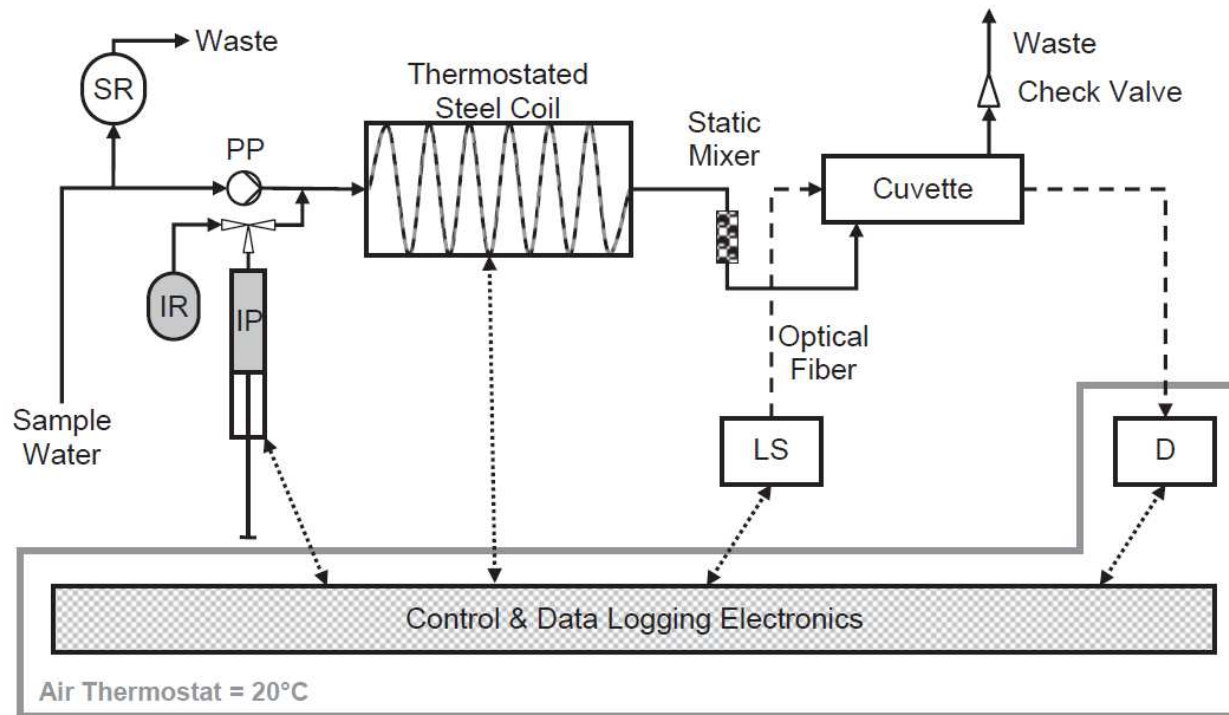 SR
Waste
Thermostated
Steel Coil
Static
Mixer
Waste
Check Valve
PP
Cuvette
IR
IP
Sample
Water
Optical
Fiber
LS
D
Control & Data Logging Electronics
Air Thermostat = 20°C